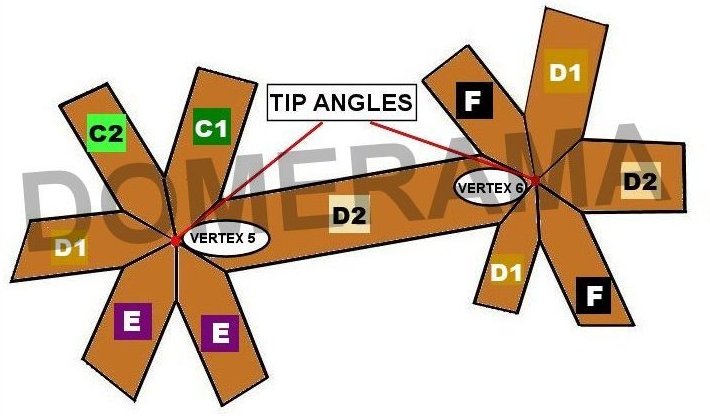 D1
F
TIP ANGLES
C2
C1
DOMERAMA
VERTEX 6
D2
D2
D1
VERTEX 5
D1
F
E
E